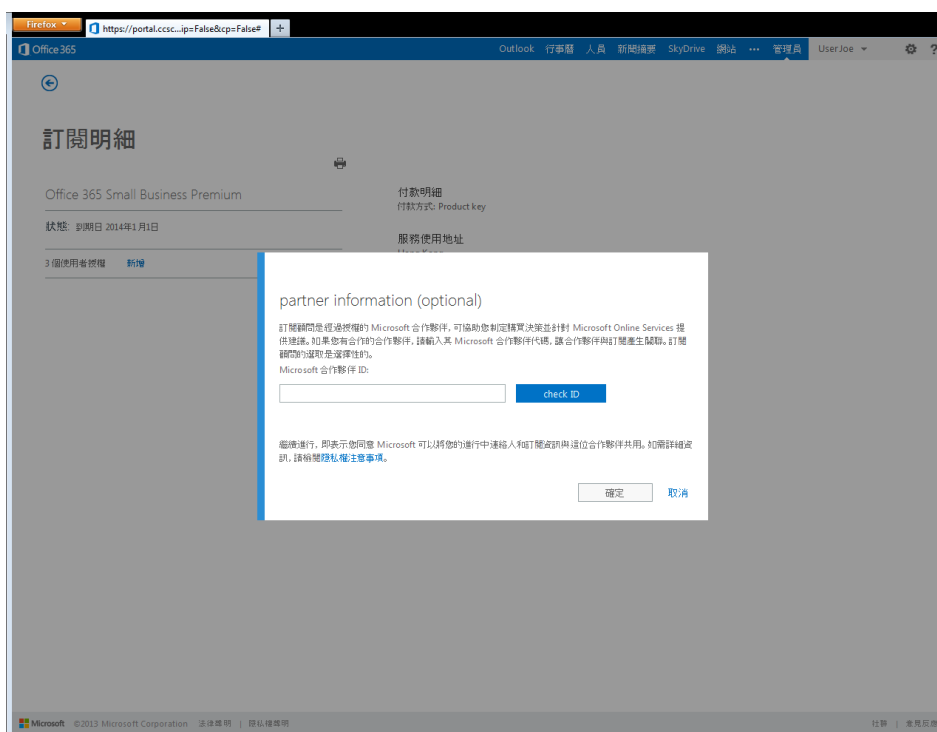 Firefox
https://portal.ccsc...ip=False&cp=False#
Office 365
Outlook 行事曆 人員 新聞摘要 SkyDrive 網站 ··· 管理員 UserJoe ?
訂閱明細
Office 365 Small Business Premium
付款明細
付款方式: Product key
狀態: 到期日 2014年1月1日
服務使用地址
Hong Kong
3 個使用者授權 新增
partner information (optional)
訂閱顧問是經過授權的 Microsoft 合作夥伴, 可協助您制定購買決策並針對 Microsoft Online Services 提
供建議。如果您有合作的合作夥伴, 請輸入其 Microsoft 合作夥伴代碼, 讓合作夥伴與訂閱產生關聯。訂閱
顧問的選取是選擇性的。
Microsoft 合作夥伴 ID:
check ID
繼續進行, 即表示您同意 Microsoft 可以將您的進行中連絡人和訂閱資訊與這位合作夥伴共用。如需詳細資
訊, 請檢閱隱私權注意事項。
確定 取消
Microsoft ©2013 Microsoft Corporation 法律聲明 | 隱私權聲明
社群 | 意見反應